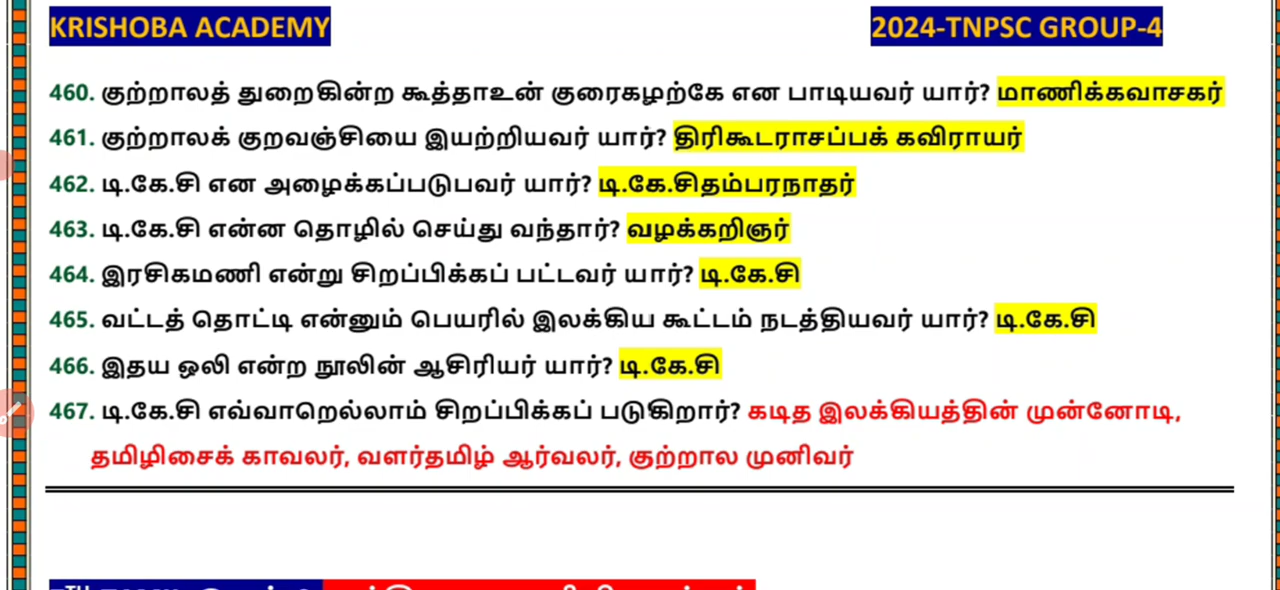 KRISHOBA ACADEMY 2024-TNPSC GROUP-4
460. குற்றாலத் துறைகின்ற கூத்தாஉன் குரைகழற்கே என பாடியவர் யார்? மாணிக்கவாசகர்
461. குற்றாலக் குறவஞ்சியை இயற்றியவர் யார்? திரிகூடராசப்பக் கவிராயர்
462. டி.கே.சி என அழைக்கப்படுபவர் யார்? டி.கே.சிதம்பரநாதர்
463. டி.கே.சி என்ன தொழில் செய்து வந்தார்? வழக்கறிஞர்
464. இரசிகமணி என்று சிறப்பிக்கப் பட்டவர் யார்? டி.கே.சி
465. வட்டத் தொட்டி என்னும் பெயரில் இலக்கிய கூட்டம் நடத்தியவர் யார்? டி.கே.சி
466. இதய ஒலி என்ற நூலின் ஆசிரியர் யார்? டி.கே.சி
467. டி.கே.சி எவ்வாறெல்லாம் சிறப்பிக்கப் படுகிறார்? கடித இலக்கியத்தின் முன்னோடி,
தமிழிசைக் காவலர், வளர்தமிழ் ஆர்வலர், குற்றால முனிவர்